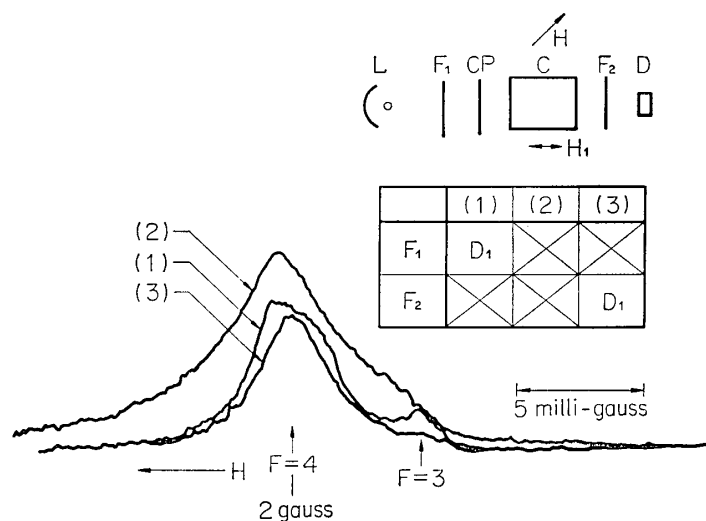 H
L F₁ CP C F₂ D
H₁
(1) (2) (3)
F₁ D₁
F₂ D₁
(2)
(1)
(3)
5 milli-gauss
H F=4 F=3
2 gauss